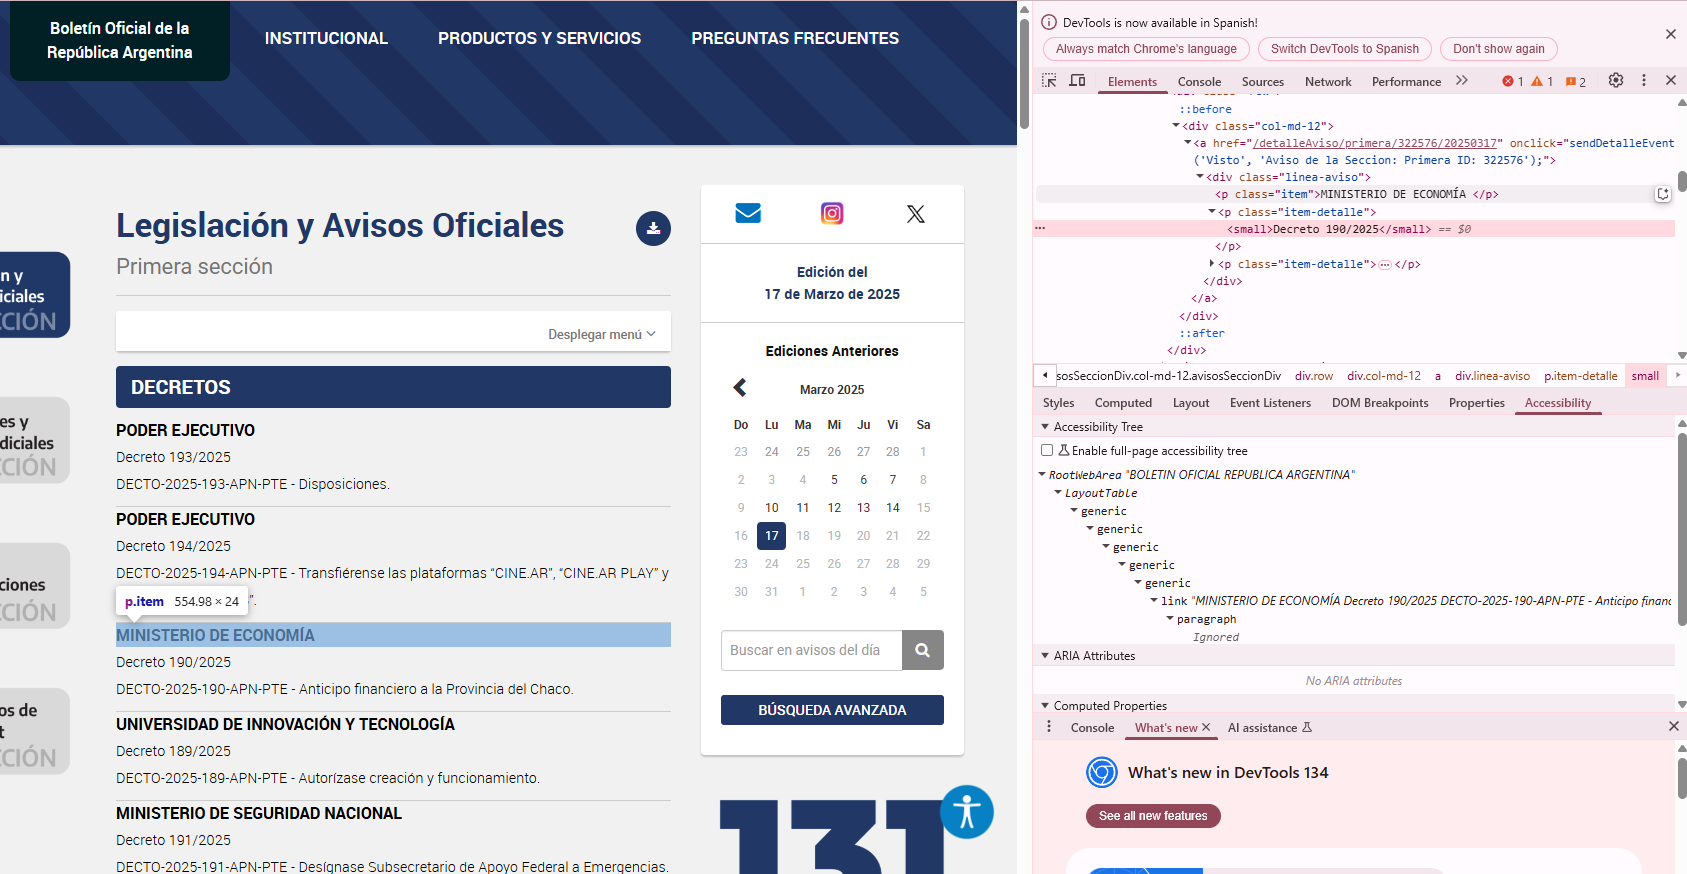 Boletín Oficial de la
República Argentina
INSTITUCIONAL
PRODUCTOS Y SERVICIOS
PREGUNTAS FRECUENTES
n y
iciales
CCIÓN
es y
diciales
CCIÓN
ciones
CCIÓN
os de
t
CCIÓN
Legislación y Avisos Oficiales
Primera sección
Desplegar menú
DECRETOS
PODER EJECUTIVO
Decreto 193/2025
DECTO-2025-193-APN-PTE - Disposiciones.
PODER EJECUTIVO
Decreto 194/2025
DECTO-2025-194-APN-PTE - Transfiérense las plataformas “CINE.AR”, “CINE.AR PLAY” y
”.
p.item 554.98 × 24
MINISTERIO DE ECONOMÍA
Decreto 190/2025
DECTO-2025-190-APN-PTE - Anticipo financiero a la Provincia del Chaco.
UNIVERSIDAD DE INNOVACIÓN Y TECNOLOGÍA
Decreto 189/2025
DECTO-2025-189-APN-PTE - Autorízase creación y funcionamiento.
MINISTERIO DE SEGURIDAD NACIONAL
Decreto 191/2025
DECTO-2025-191-APN-PTE - Desígnase Subsecretario de Apoyo Federal a Emergencias.
Edición del
17 de Marzo de 2025
Ediciones Anteriores
Marzo 2025
Do Lu Ma Mi Ju Vi Sa
23 24 25 26 27 28 1
2 3 4 5 6 7 8
9 10 11 12 13 14 15
16 17 18 19 20 21 22
23 24 25 26 27 28 29
30 31 1 2 3 4 5
Buscar en avisos del día
BÚSQUEDA AVANZADA
131
DevTools is now available in Spanish!
Always match Chrome's language
Switch DevTools to Spanish
Don't show again
Elements Console Sources Network Performance 1 1 2
::before
<div class="col-md-12">
<a href="/detalleAviso/primera/322576/20250317" onclick="sendDetalleEvent
('Visto', 'Aviso de la Seccion: Primera ID: 322576');">
<div class="linea-aviso">
<p class="item">MINISTERIO DE ECONOMÍA </p>
<p class="item-detalle">
<small>Decreto 190/2025</small> == $0
</p>
<p class="item-detalle">…</p>
</div>
</a>
</div>
::after
</div>
sosSeccionDiv.col-md-12.avisosSeccionDiv div.row div.col-md-12 a div.linea-aviso p.item-detalle small
Styles Computed Layout Event Listeners DOM Breakpoints Properties Accessibility
Accessibility Tree
Enable full-page accessibility tree
RootWebArea "BOLETIN OFICIAL REPUBLICA ARGENTINA"
LayoutTable
generic
generic
generic
generic
generic
link "MINISTERIO DE ECONOMÍA Decreto 190/2025 DECTO-2025-190-APN-PTE - Anticipo financ
paragraph
Ignored
ARIA Attributes
No ARIA attributes
Computed Properties
Console What's new AI assistance
What's new in DevTools 134
See all new features